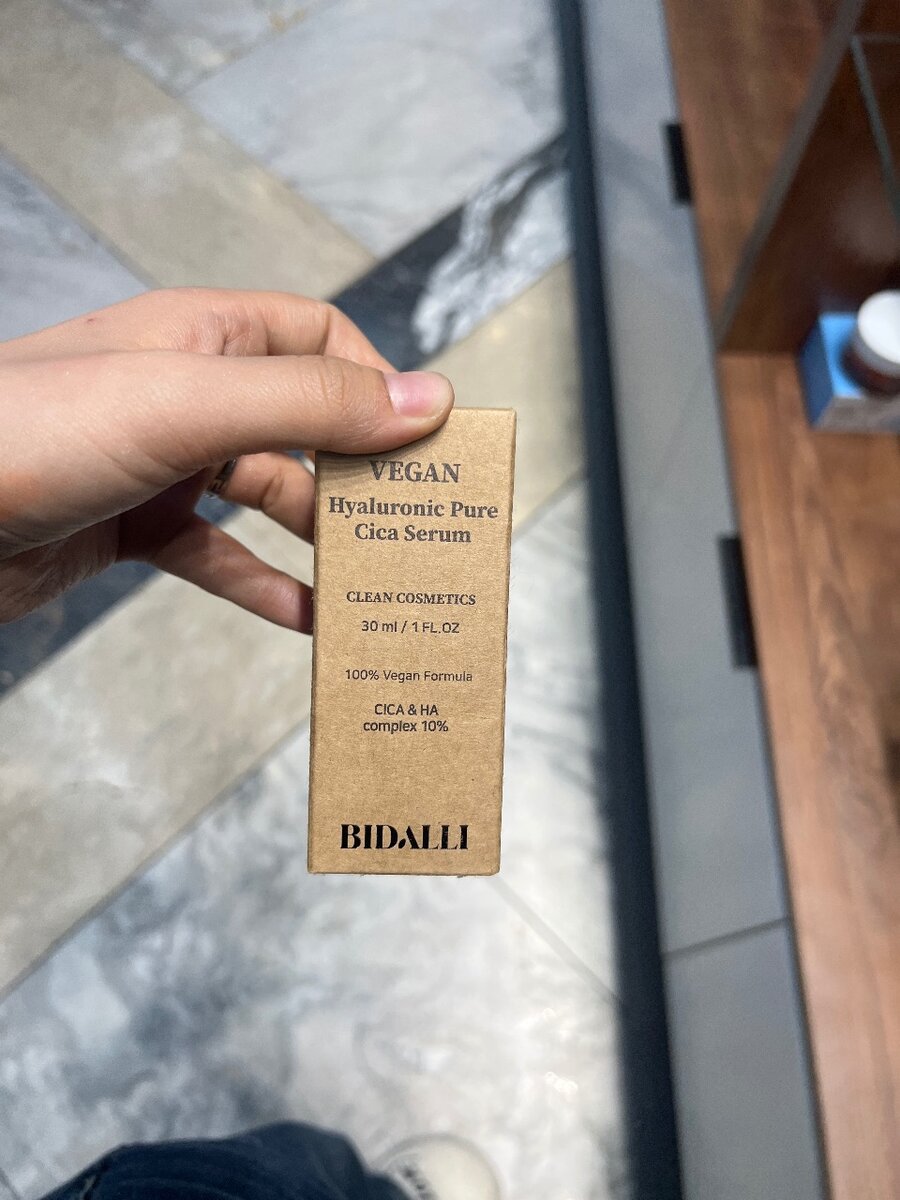 VEGAN
Hyaluronic Pure
Cica Serum
CLEAN COSMETICS
30 ml / 1 FL.OZ
100% Vegan Formula
CICA & HA
complex 10%
BIDALLI